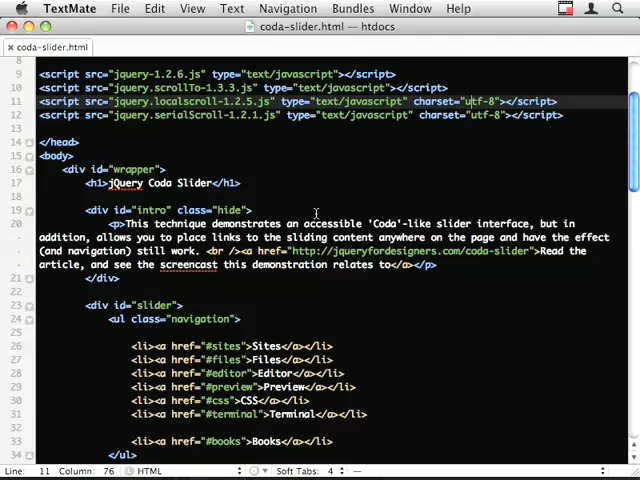 TextMate File Edit View Text Navigation Bundles Window Help
coda-slider.html — htdocs
× coda-slider.html
8
9 <script src="jquery-1.2.6.js" type="text/javascript"></script>
10 <script src="jquery.scrollTo-1.3.3.js" type="text/javascript"></script>
11 <script src="jquery.localscroll-1.2.5.js" type="text/javascript" charset="utf-8"></script>
12 <script src="jquery.serialScroll-1.2.1.js" type="text/javascript" charset="utf-8"></script>
14 </head>
15 <body>
16 <div id="wrapper">
17 <h1>jQuery Coda Slider</h1>
19 <div id="intro" class="hide">
20 <p>This technique demonstrates an accessible 'Coda'-like slider interface, but in
addition, allows you to place links to the sliding content anywhere on the page and have the effect
(and navigation) still work. <br /><a href="http://jqueryfordesigners.com/coda-slider">Read the
article, and see the screencast this demonstration relates to</a></p>
21 </div>
23 <div id="slider">
24 <ul class="navigation">
26 <li><a href="#sites">Sites</a></li>
27 <li><a href="#files">Files</a></li>
28 <li><a href="#editor">Editor</a></li>
29 <li><a href="#preview">Preview</a></li>
30 <li><a href="#css">CSS</a></li>
31 <li><a href="#terminal">Terminal</a></li>
33 <li><a href="#books">Books</a></li>
34 </ul>
Line: 11 Column: 76 HTML Soft Tabs: 4 —